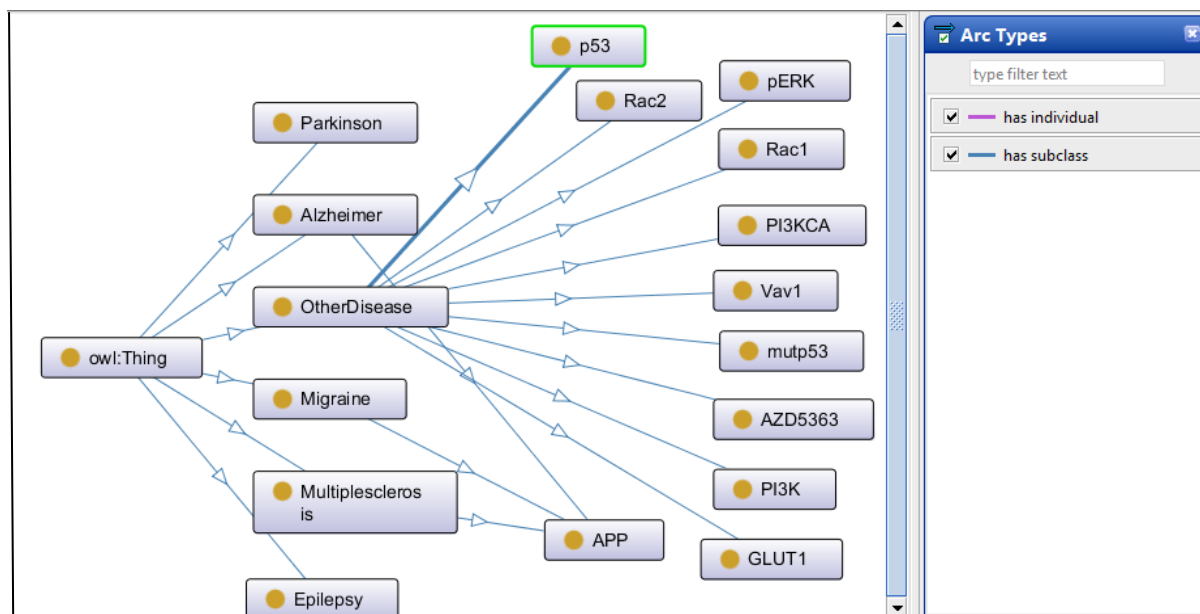 p53
Rac2
pERK
Parkinson
Rac1
Alzheimer
PI3KCA
OtherDisease
Vav1
owl:Thing
mutp53
Migraine
AZD5363
Multiplescleros
is
PI3K
APP
GLUT1
Epilepsy
Arc Types
type filter text
has individual
has subclass